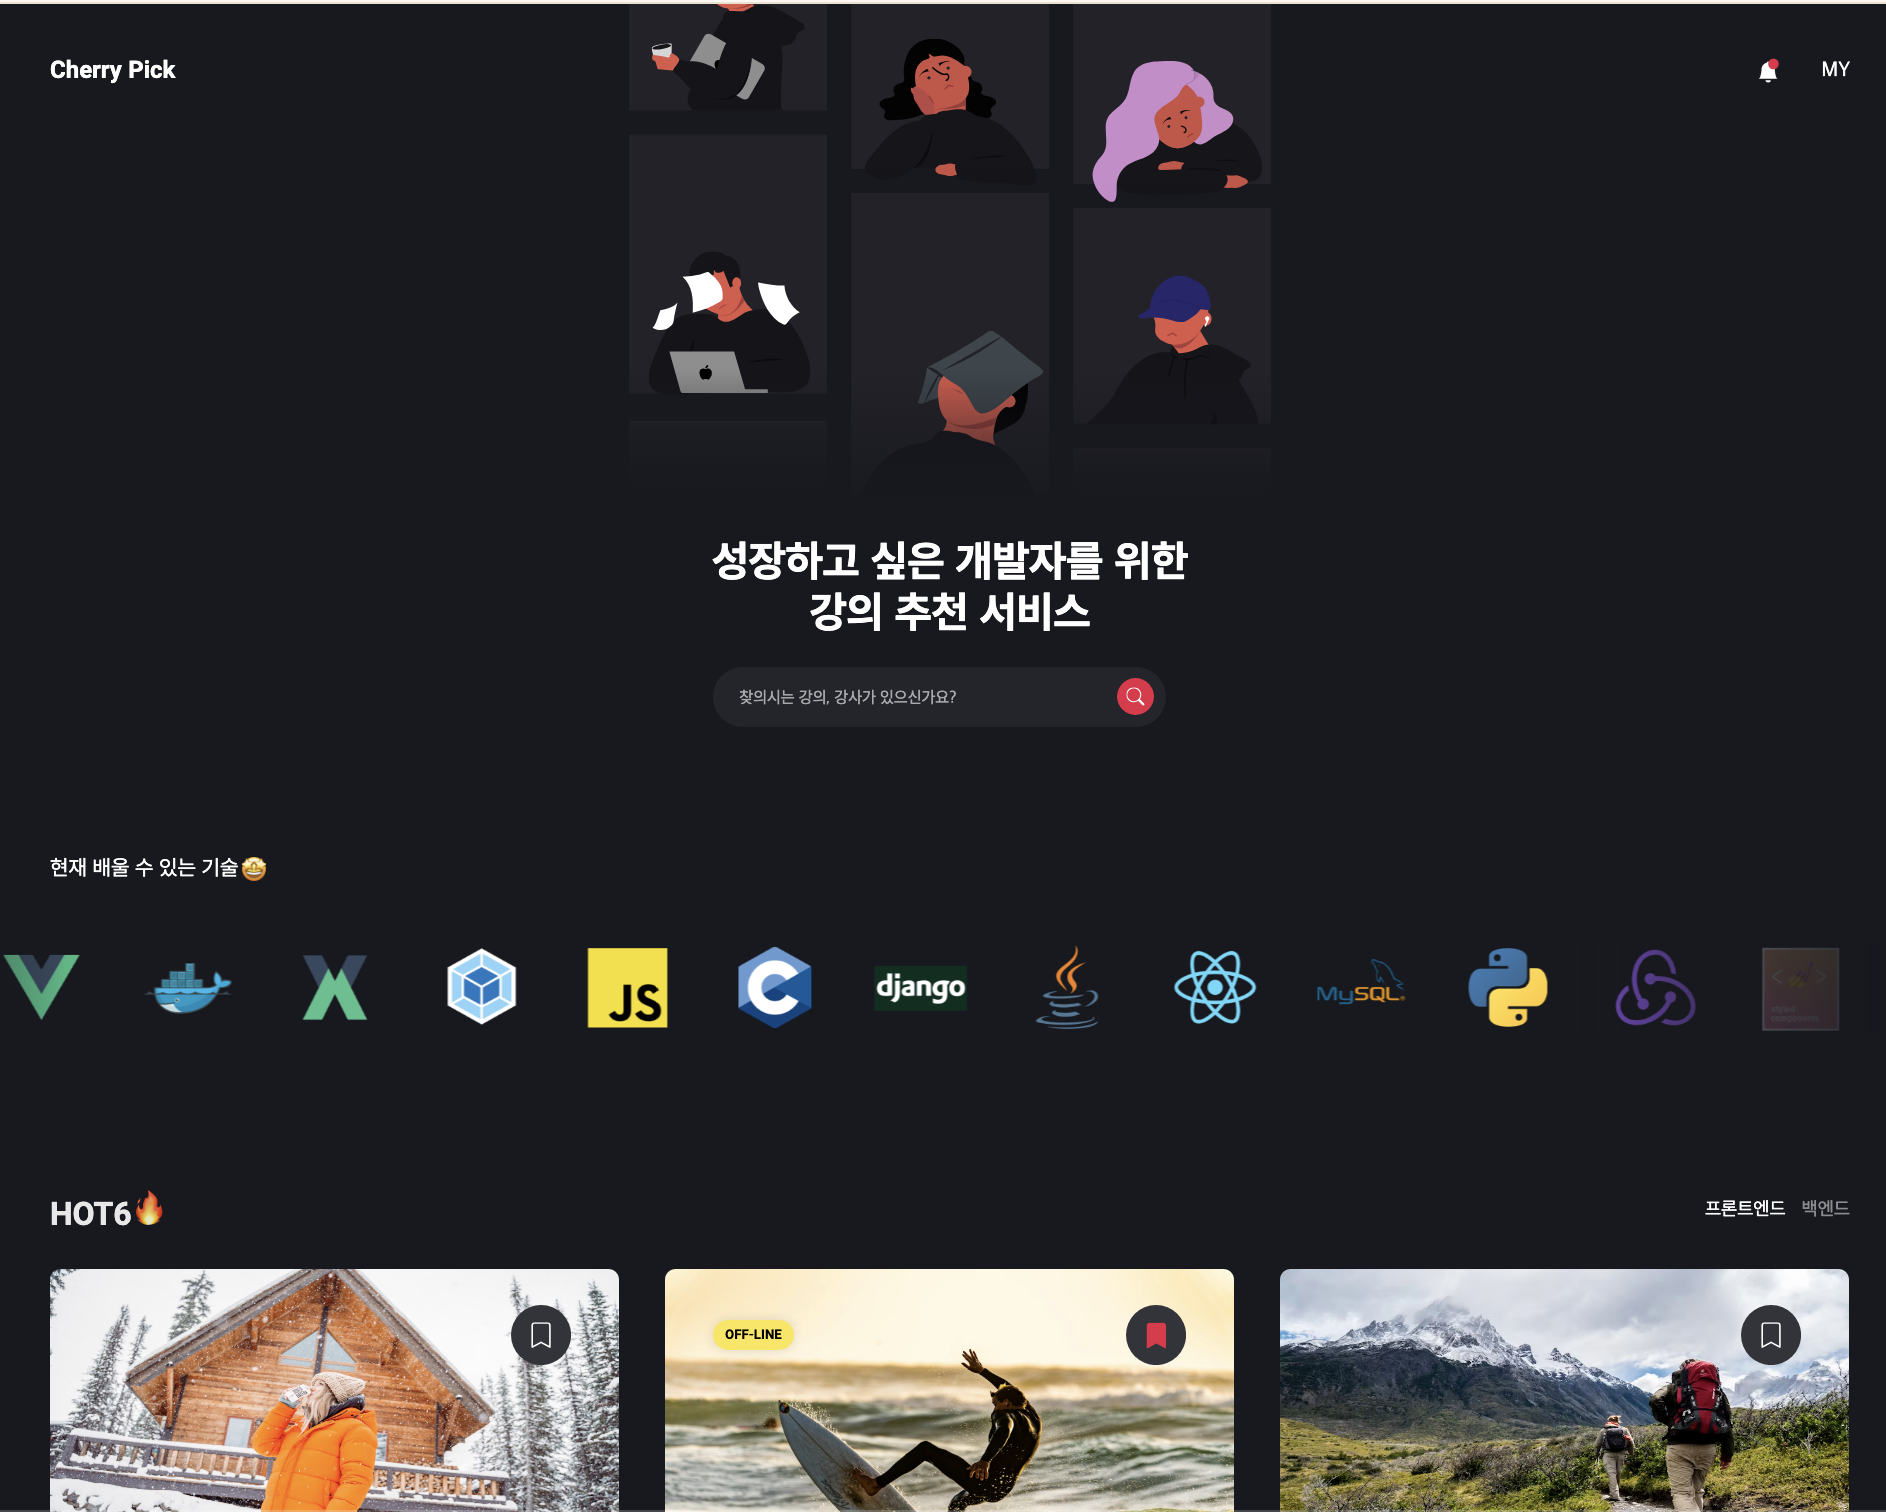 Cherry Pick
MY
성장하고 싶은 개발자를 위한
강의 추천 서비스
찾의시는 강의, 강사가 있으신가요?
현재 배울 수 있는 기술
JS
C
django
MySQL
styled
components
HOT6
프론트엔드 백엔드
OFF-LINE